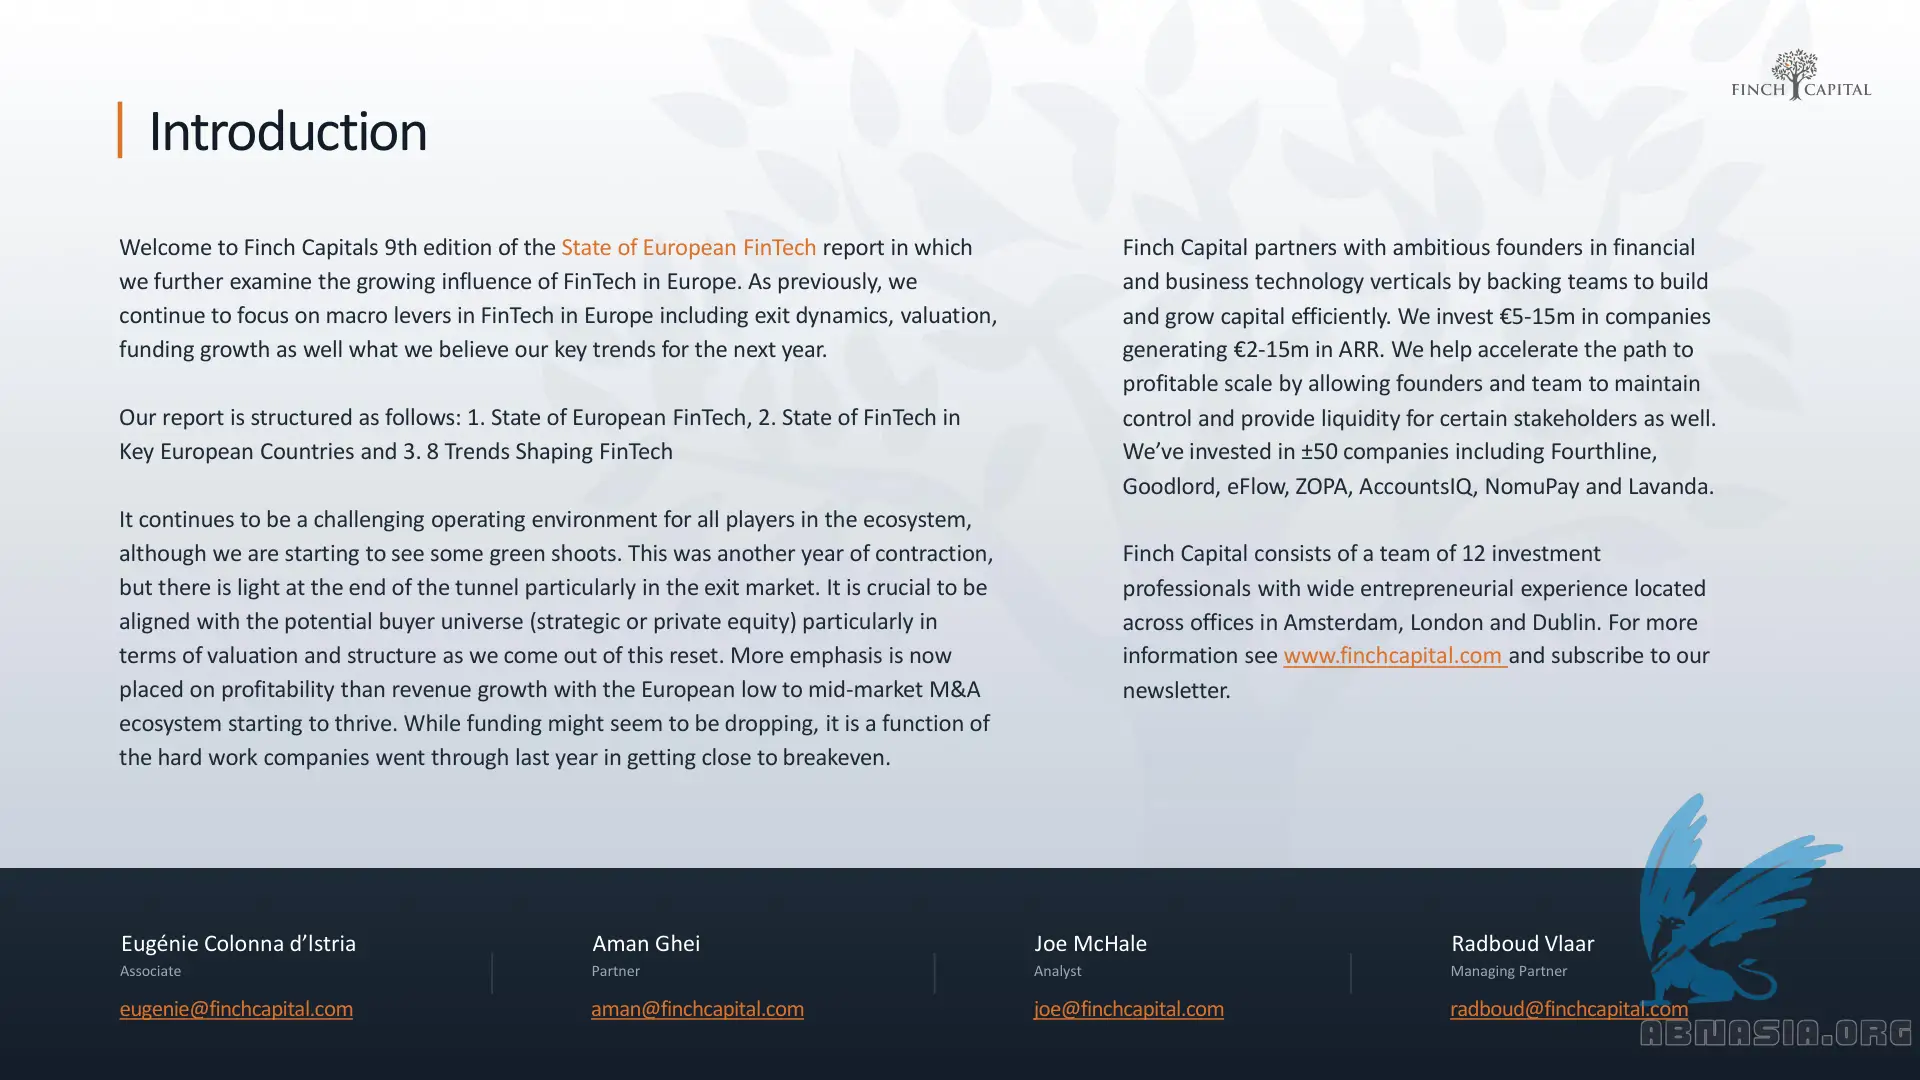 FINCH CAPITAL
Introduction
Welcome to Finch Capitals 9th edition of the State of European FinTech report in which
we further examine the growing influence of FinTech in Europe. As previously, we
continue to focus on macro levers in FinTech in Europe including exit dynamics, valuation,
funding growth as well what we believe our key trends for the next year.
Our report is structured as follows: 1. State of European FinTech, 2. State of FinTech in
Key European Countries and 3. 8 Trends Shaping FinTech
It continues to be a challenging operating environment for all players in the ecosystem,
although we are starting to see some green shoots. This was another year of contraction,
but there is light at the end of the tunnel particularly in the exit market. It is crucial to be
aligned with the potential buyer universe (strategic or private equity) particularly in
terms of valuation and structure as we come out of this reset. More emphasis is now
placed on profitability than revenue growth with the European low to mid-market M&A
ecosystem starting to thrive. While funding might seem to be dropping, it is a function of
the hard work companies went through last year in getting close to breakeven.
Finch Capital partners with ambitious founders in financial
and business technology verticals by backing teams to build
and grow capital efficiently. We invest €5-15m in companies
generating €2-15m in ARR. We help accelerate the path to
profitable scale by allowing founders and team to maintain
control and provide liquidity for certain stakeholders as well.
We’ve invested in ±50 companies including Fourthline,
Goodlord, eFlow, ZOPA, AccountsIQ, NomuPay and Lavanda.
Finch Capital consists of a team of 12 investment
professionals with wide entrepreneurial experience located
across offices in Amsterdam, London and Dublin. For more
information see www.finchcapital.com and subscribe to our
newsletter.
Eugénie Colonna d’lstria
Associate
eugenie@finchcapital.com
Aman Ghei
Partner
aman@finchcapital.com
Joe McHale
Analyst
joe@finchcapital.com
Radboud Vlaar
Managing Partner
radboud@finchcapital.com
ABNASIA.ORG